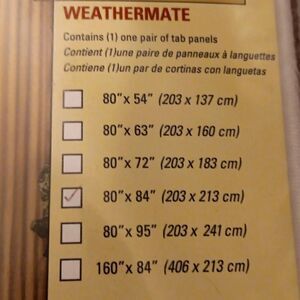 WEATHERMATE
Contains (1) one pair of tab panels
Contient (1)une paire de panneaux à languettes
Contiene (1)un par de cortinas con languetas
80"x 54" (203 x 137 cm)
80"x 63" (203 x 160 cm)
80"x 72" (203 x 183 cm)
80"x 84" (203 x 213 cm)
80"x 95" (203 x 241 cm)
160"x 84" (406 x 213 cm)